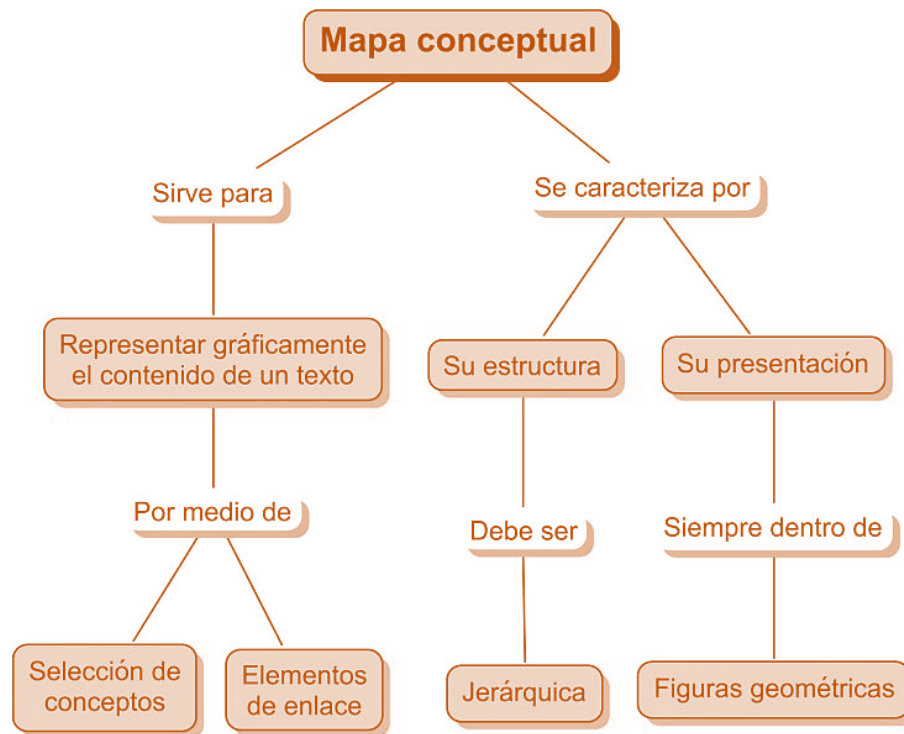 Mapa conceptual
Sirve para
Se caracteriza por
Representar gráficamente
el contenido de un texto
Su estructura
Su presentación
Por medio de
Debe ser
Siempre dentro de
Selección de
conceptos
Elementos
de enlace
Jerárquica
Figuras geométricas